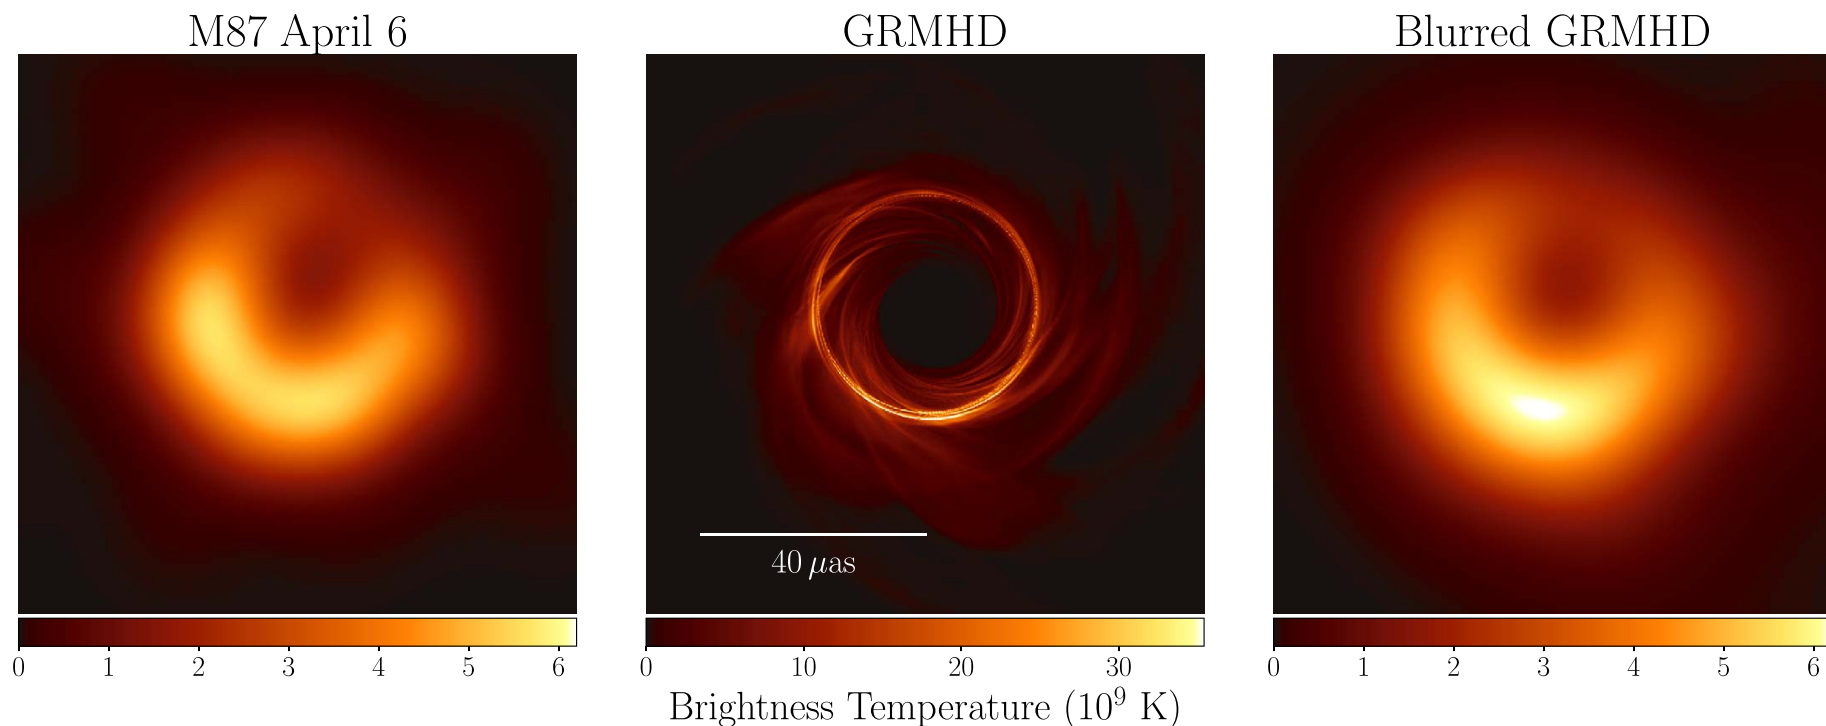 M87 April 6
GRMHD
Blurred GRMHD
40 μas
0 1 2 3 4 5 6
0 10 20 30
0 1 2 3 4 5 6
Brightness Temperature (10⁹ K)